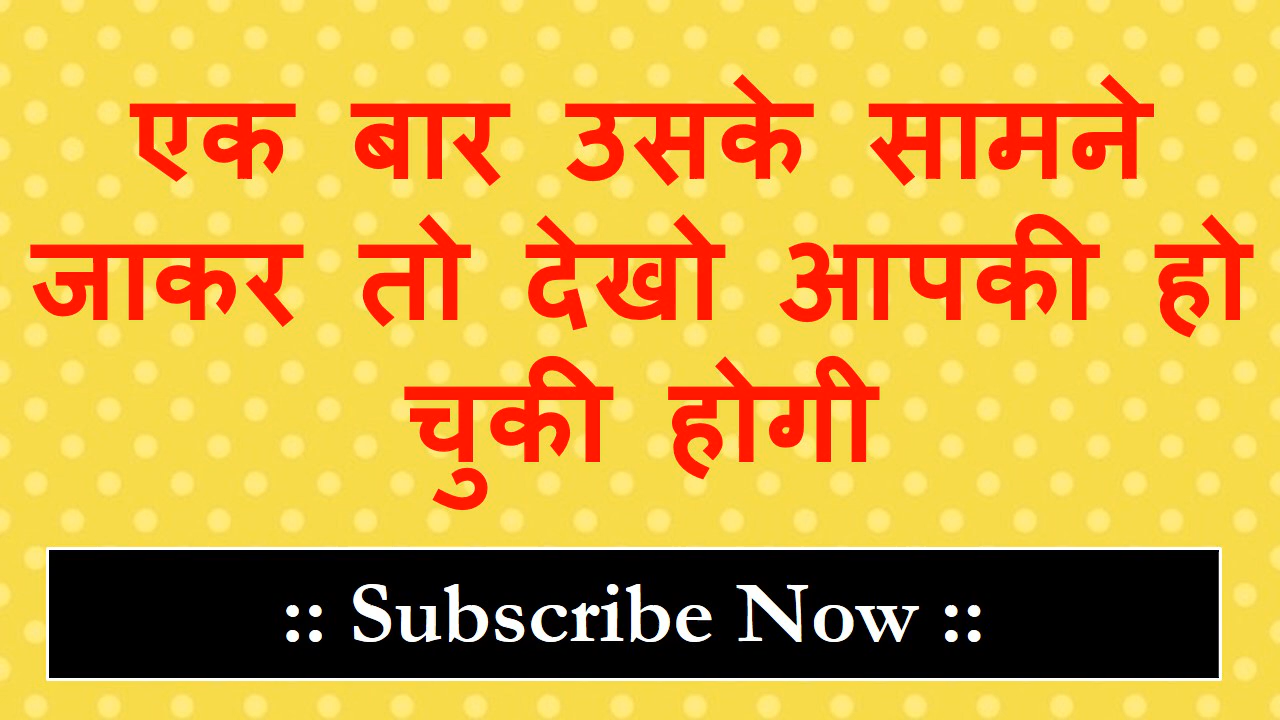 एक बार उसके सामने
जाकर तो देखो आपकी हो
चुकी होगी
:: Subscribe Now ::